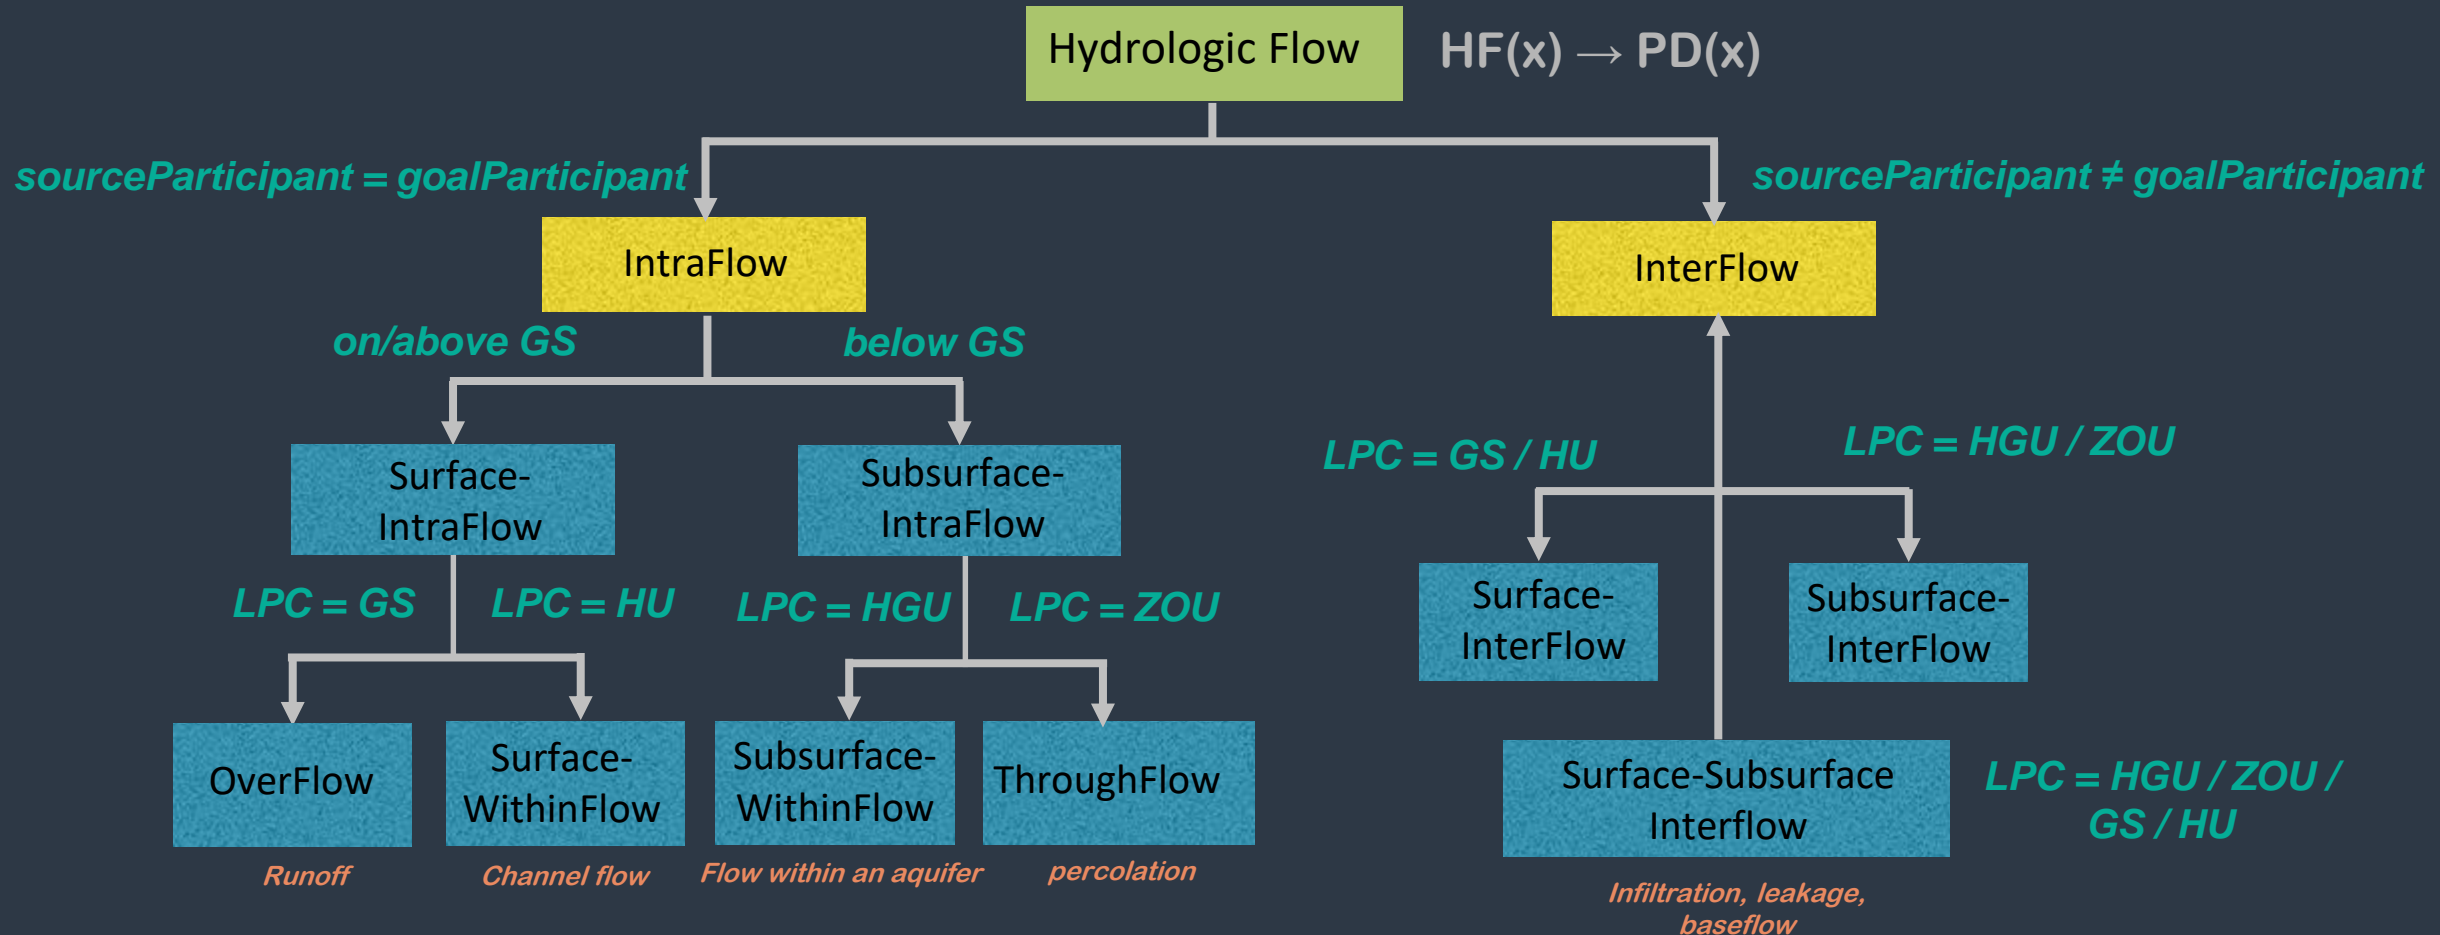 Hydrologic Flow
HF(x) → PD(x)
sourceParticipant = goalParticipant
sourceParticipant ≠ goalParticipant
IntraFlow
InterFlow
on/above GS
below GS
Surface-
IntraFlow
Subsurface-
IntraFlow
LPC = GS / HU
LPC = HGU / ZOU
LPC = GS
LPC = HU
LPC = HGU
LPC = ZOU
Surface-
InterFlow
Subsurface-
InterFlow
OverFlow
Surface-
WithinFlow
Subsurface-
WithinFlow
ThroughFlow
Surface-Subsurface
Interflow
LPC = HGU / ZOU /
GS / HU
Runoff
Channel flow
Flow within an aquifer
percolation
Infiltration, leakage,
baseflow